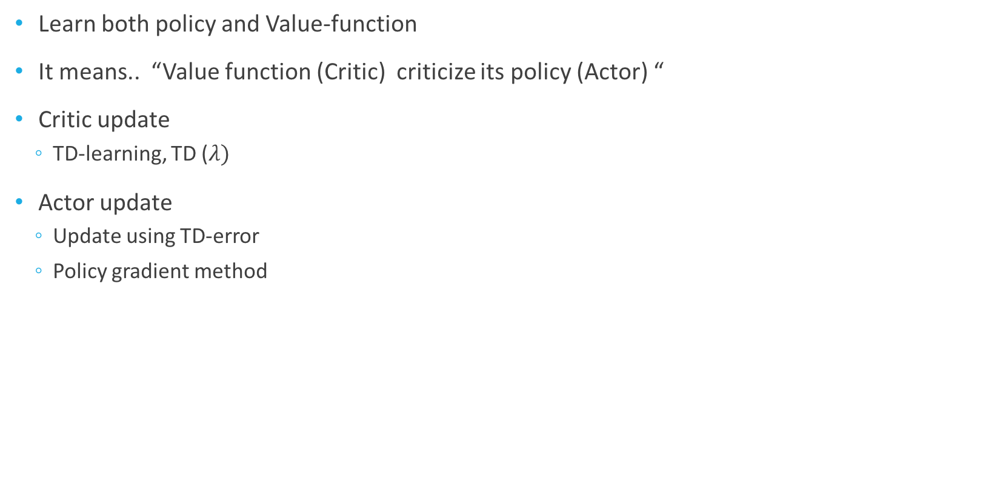 • Learn both policy and Value-function
• It means.. “Value function (Critic) criticize its policy (Actor) “
• Critic update
◦ TD-learning, TD (𝜆)
• Actor update
◦ Update using TD-error
◦ Policy gradient method